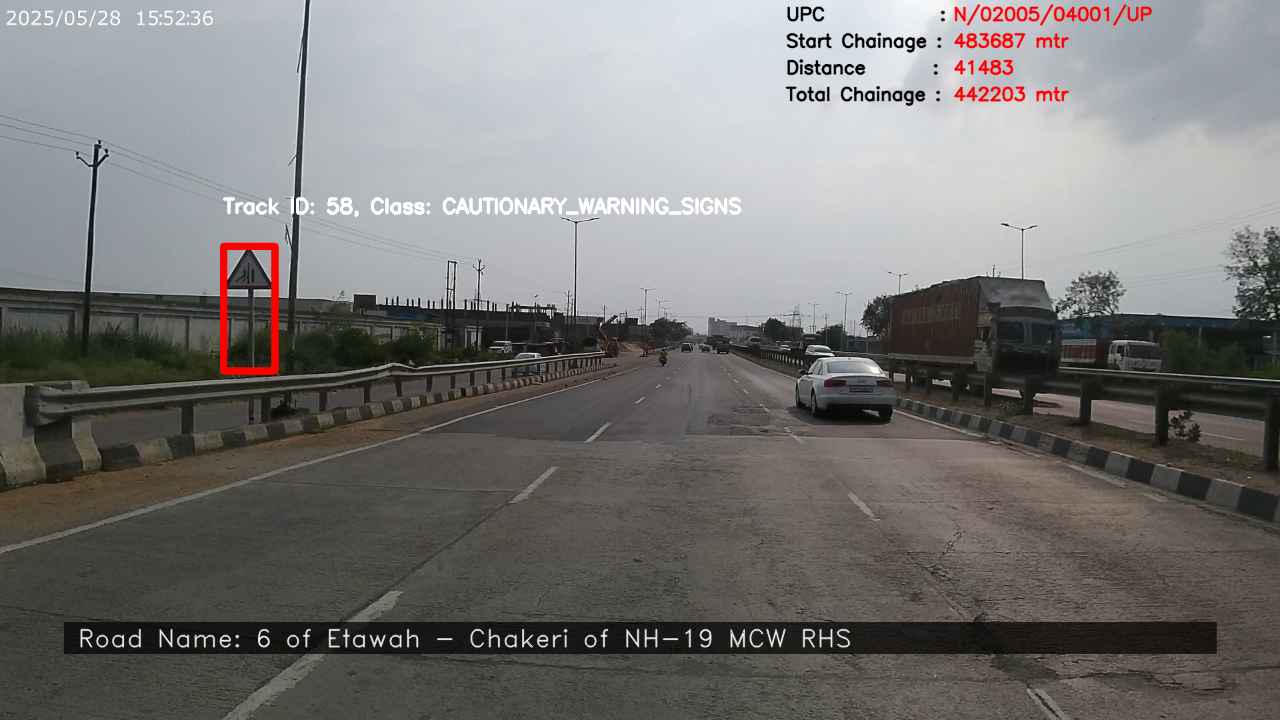 2025/05/28 15:52:36
UPC : N/02005/04001/UP
Start Chainage : 483687 mtr
Distance : 41483
Total Chainage : 442203 mtr
Track ID: 58, Class: CAUTIONARY_WARNING_SIGNS
Road Name: 6 of Etawah - Chakeri of NH-19 MCW RHS